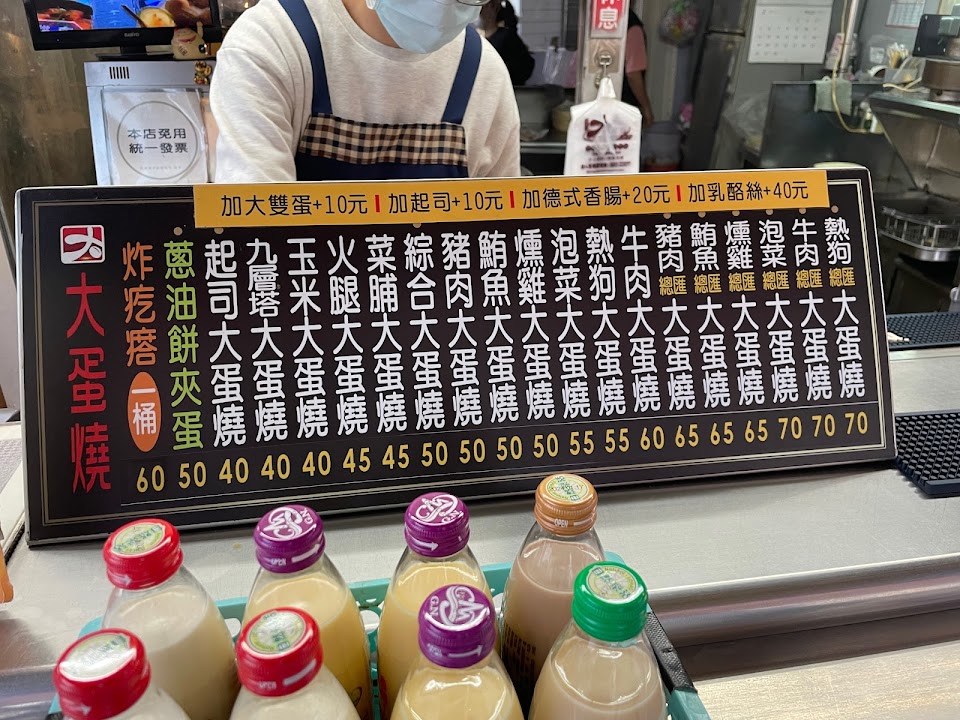 SANYO
本店免用
統一發票
休息
加大雙蛋+10元 | 加起司+10元 | 加德式香腸+20元 | 加乳酪絲+40元
大蛋燒
炸疙瘩一桶
蔥油餅夾蛋
起司大蛋燒
九層塔大蛋燒
玉米大蛋燒
火腿大蛋燒
菜脯大蛋燒
綜合大蛋燒
豬肉大蛋燒
鮪魚大蛋燒
燻雞大蛋燒
泡菜大蛋燒
熱狗大蛋燒
牛肉大蛋燒
豬肉總匯大蛋燒
鮪魚總匯大蛋燒
燻雞總匯大蛋燒
泡菜總匯大蛋燒
牛肉總匯大蛋燒
熱狗總匯大蛋燒
60 50 40 40 40 45 45 50 50 50 50 55 55 60 65 65 65 70 70 70
OPEN
OPEN